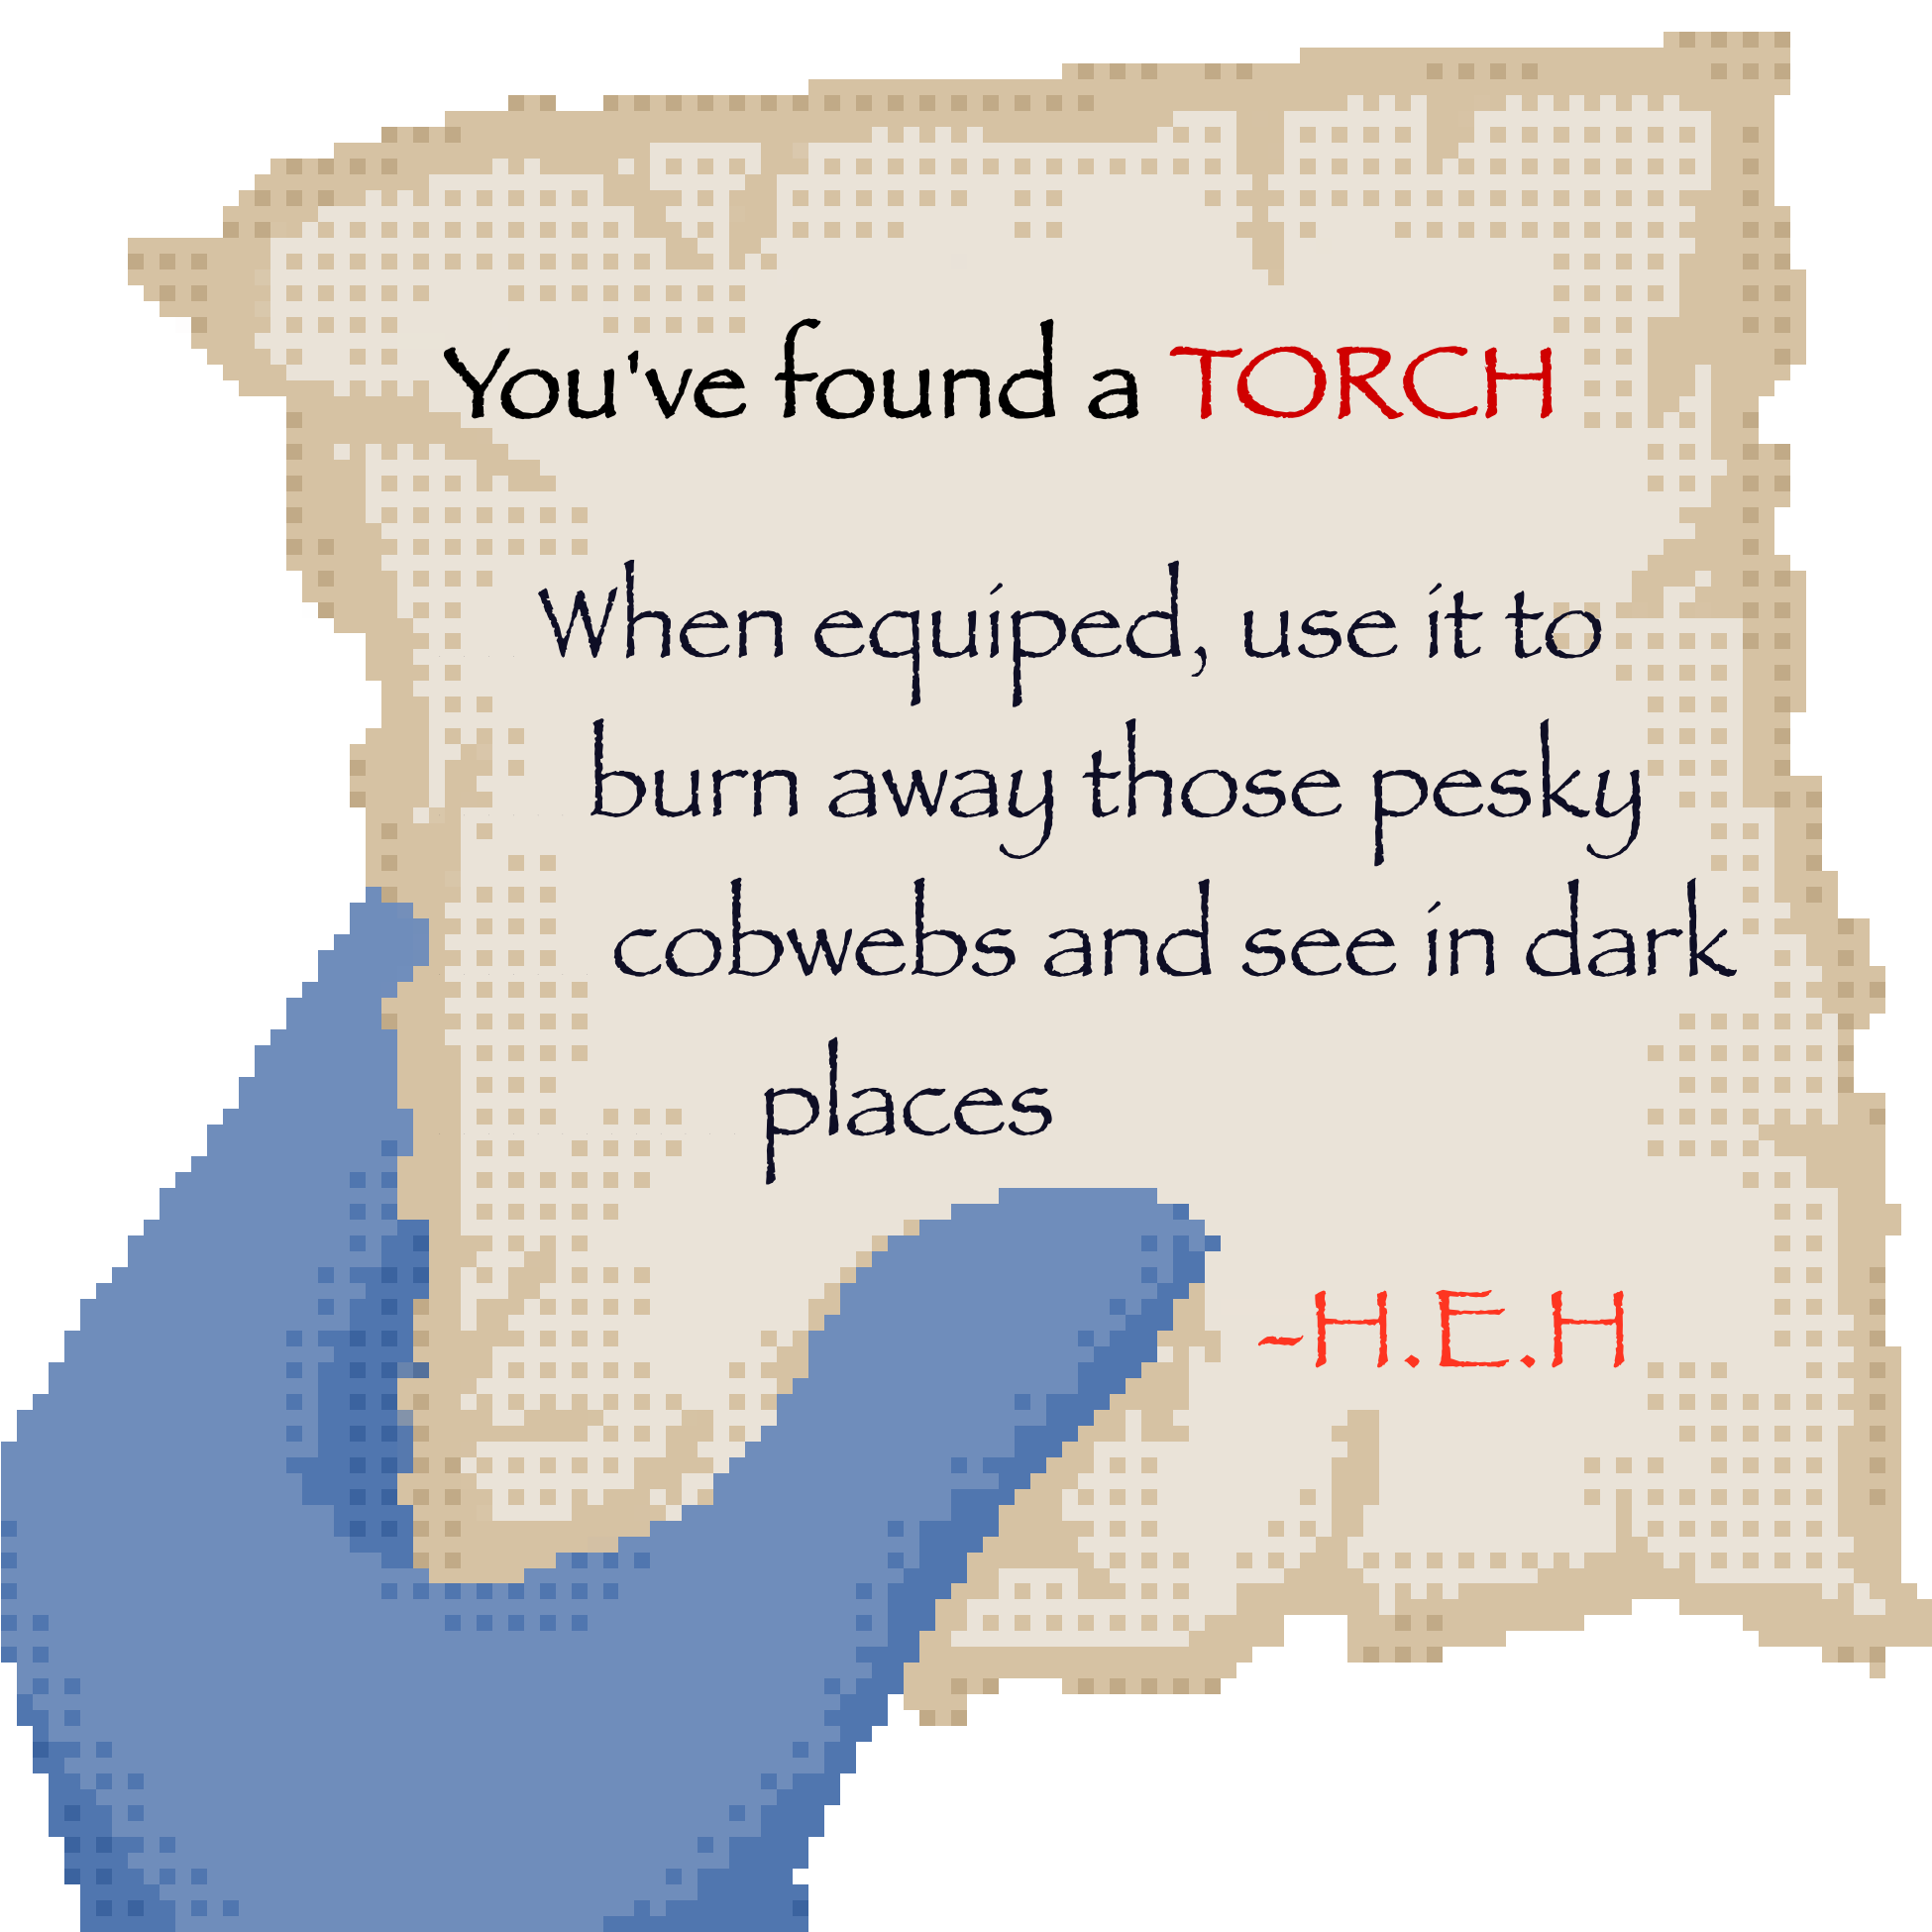 You've found a TORCH
When equiped, use it to
burn away those pesky
cobwebs and see in dark
places
~H.E.H